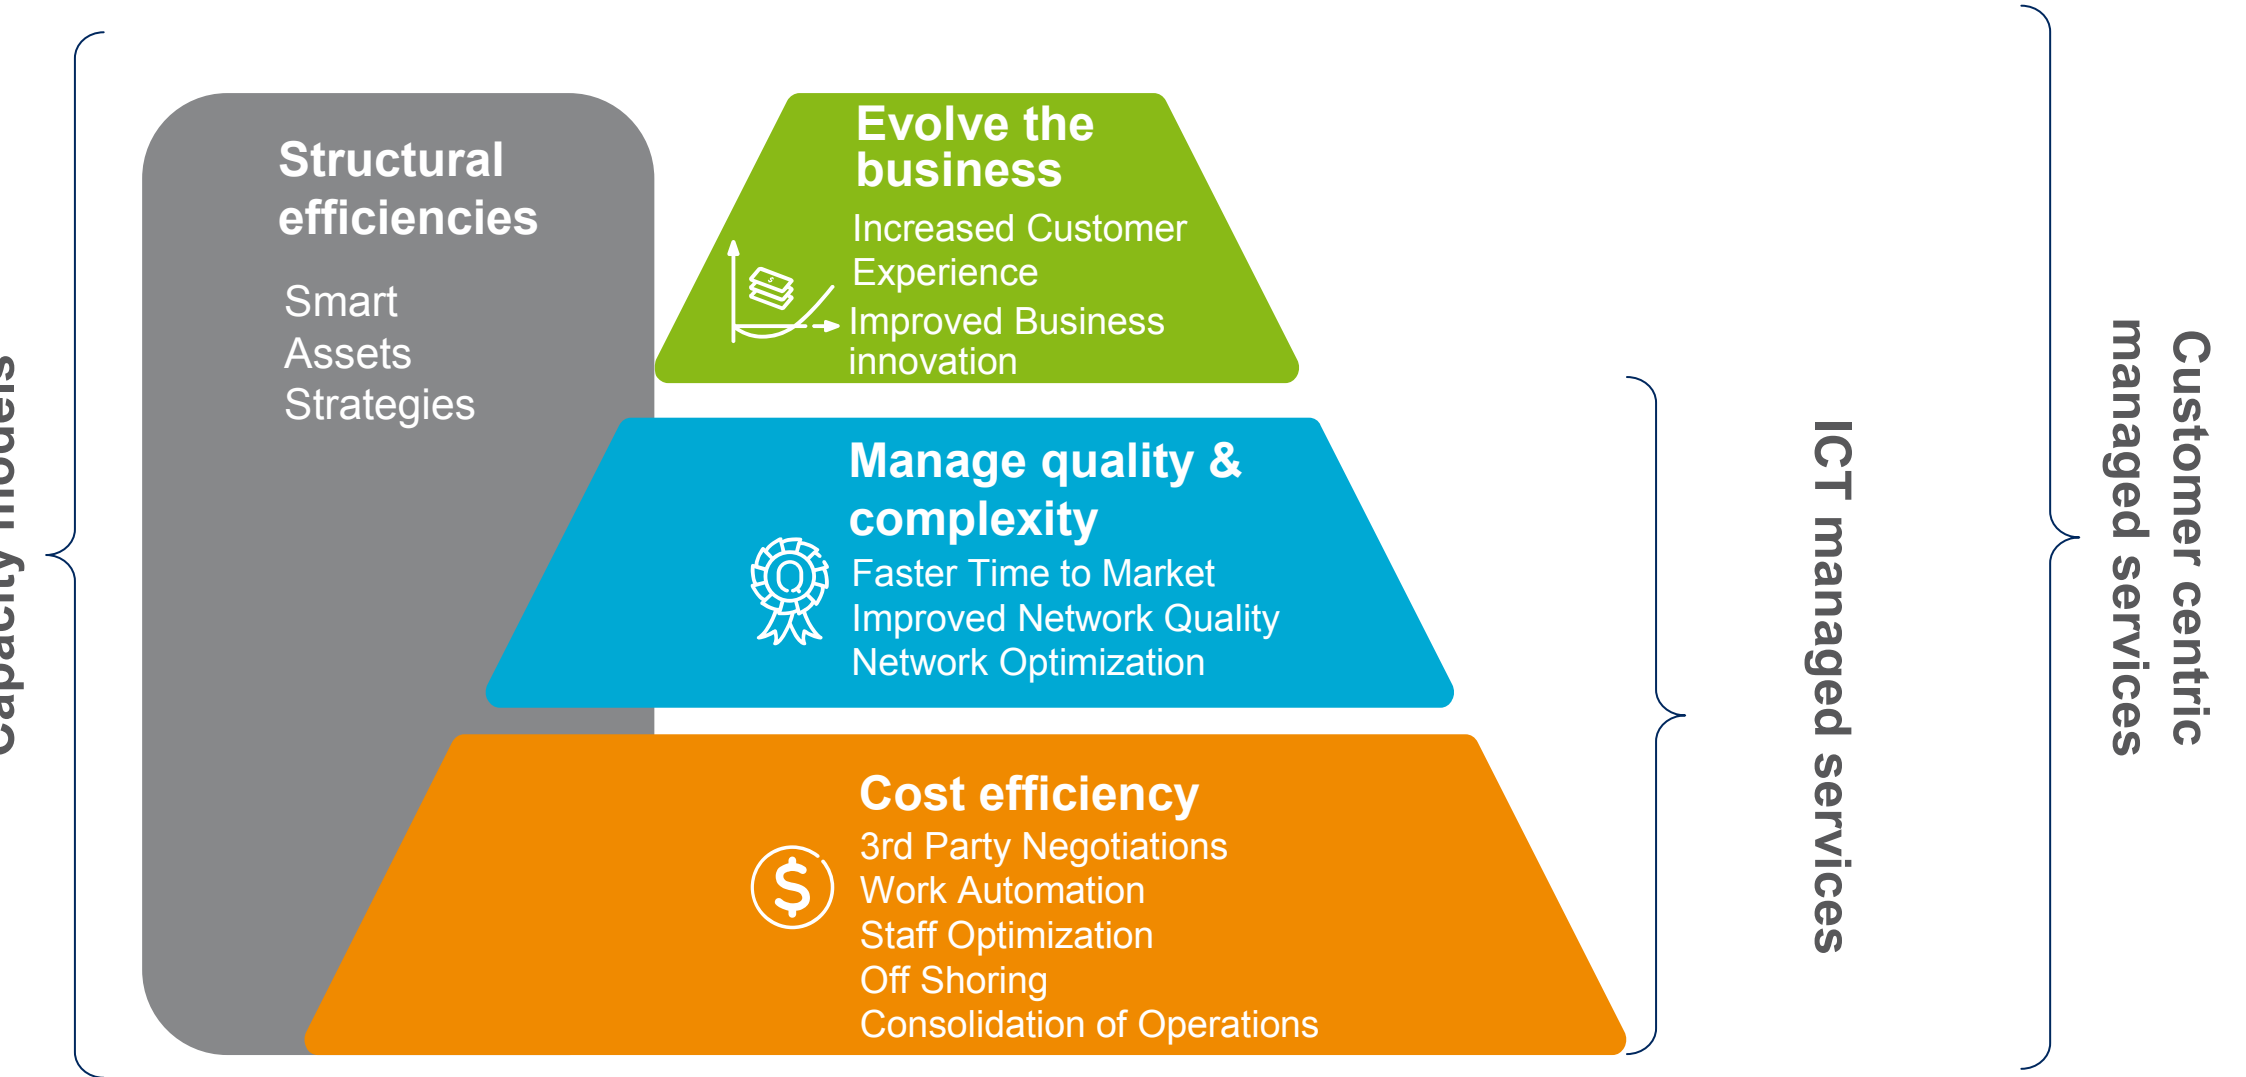 Capacity models
Structural
efficiencies
Smart
Assets
Strategies
Evolve the
business
Increased Customer
Experience
Improved Business
innovation
Manage quality &
complexity
Faster Time to Market
Improved Network Quality
Network Optimization
Cost efficiency
3rd Party Negotiations
Work Automation
Staff Optimization
Off Shoring
Consolidation of Operations
ICT managed services
Customer centric
managed services